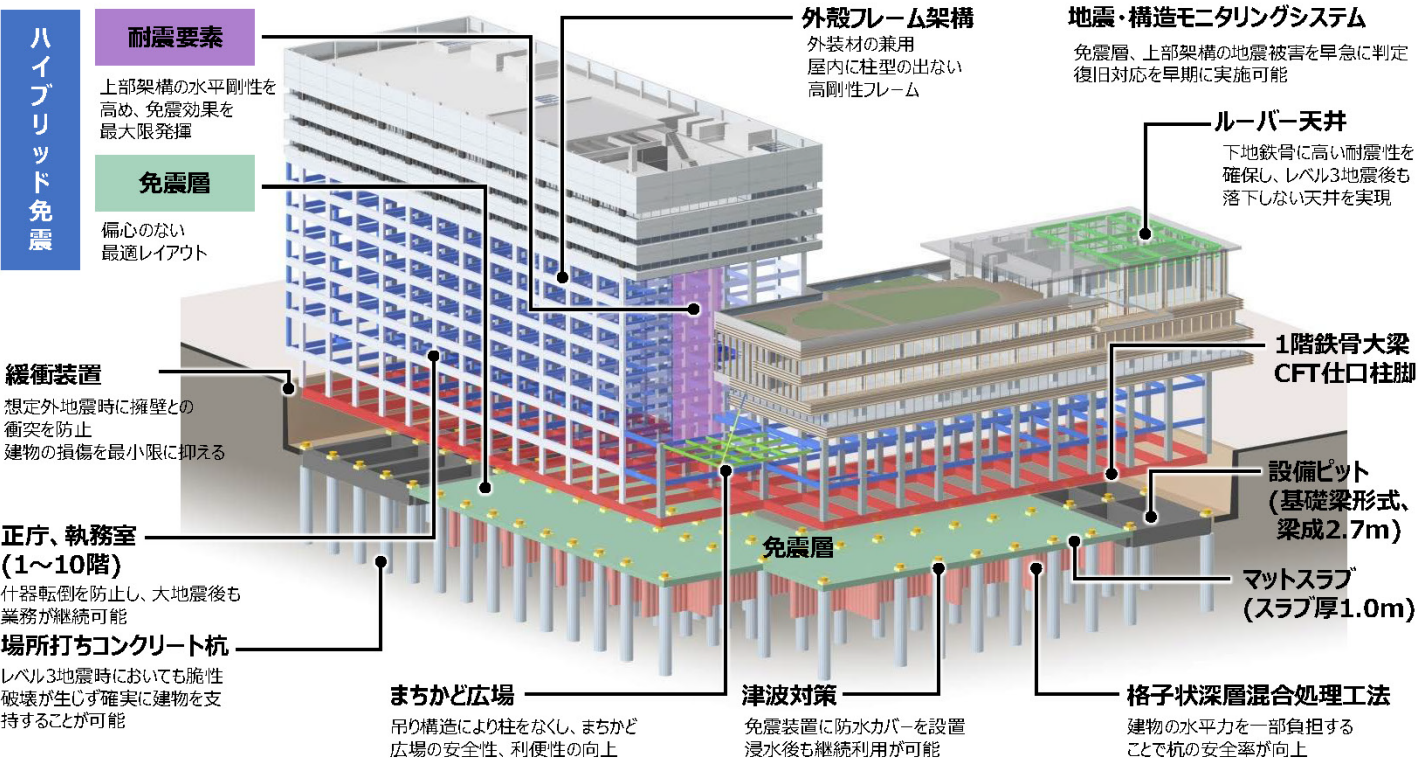 ハイブリッド免震
耐震要素
上部架構の水平剛性を
高め、免震効果を
最大限発揮
免震層
偏心のない
最適レイアウト
外殻フレーム架構
外装材の兼用
屋内に柱型の出ない
高剛性フレーム
地震・構造モニタリングシステム
免震層、上部架構の地震被害を早急に判定
復旧対応を早期に実施可能
ルーバー天井
下地鉄骨に高い耐震性を
確保し、レベル3地震後も
落下しない天井を実現
緩衝装置
想定外地震時に擁壁との
衝突を防止
建物の損傷を最小限に抑える
1階鉄骨大梁
CFT仕口柱脚
設備ピット
(基礎梁形式、
梁成2.7m)
正庁、執務室
(1～10階)
什器転倒を防止し、大地震後も
業務が継続可能
免震層
マットスラブ
(スラブ厚1.0m)
場所打ちコンクリート杭
レベル3地震時においても脆性
破壊が生じず確実に建物を支
持することが可能
まちかど広場
吊り構造により柱をなくし、まちかど
広場の安全性、利便性の向上
津波対策
免震装置に防水カバーを設置
浸水後も継続利用が可能
格子状深層混合処理工法
建物の水平力を一部負担する
ことで杭の安全率が向上